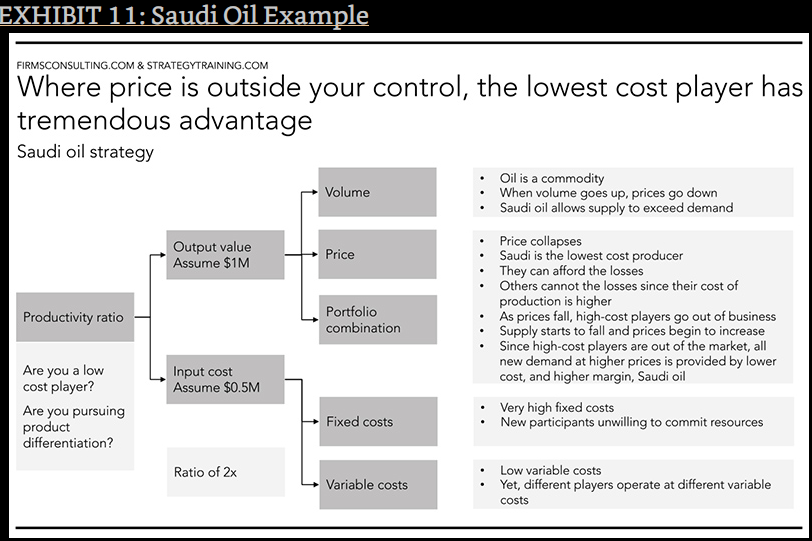 EXHIBIT 11: Saudi Oil Example
FIRMSCONSULTING.COM & STRATEGYTRAINING.COM
Where price is outside your control, the lowest cost player has
tremendous advantage
Saudi oil strategy
Productivity ratio
Are you a low
cost player?
Are you pursuing
product
differentiation?
Output value
Assume $1M
Input cost
Assume $0.5M
Ratio of 2x
Volume
• Oil is a commodity
• When volume goes up, prices go down
• Saudi oil allows supply to exceed demand
Price
Portfolio
combination
• Price collapses
• Saudi is the lowest cost producer
• They can afford the losses
• Others cannot the losses since their cost of
production is higher
• As prices fall, high-cost players go out of business
• Supply starts to fall and prices begin to increase
• Since high-cost players are out of the market, all
new demand at higher prices is provided by lower
cost, and higher margin, Saudi oil
Fixed costs
• Very high fixed costs
• New participants unwilling to commit resources
Variable costs
• Low variable costs
• Yet, different players operate at different variable
costs